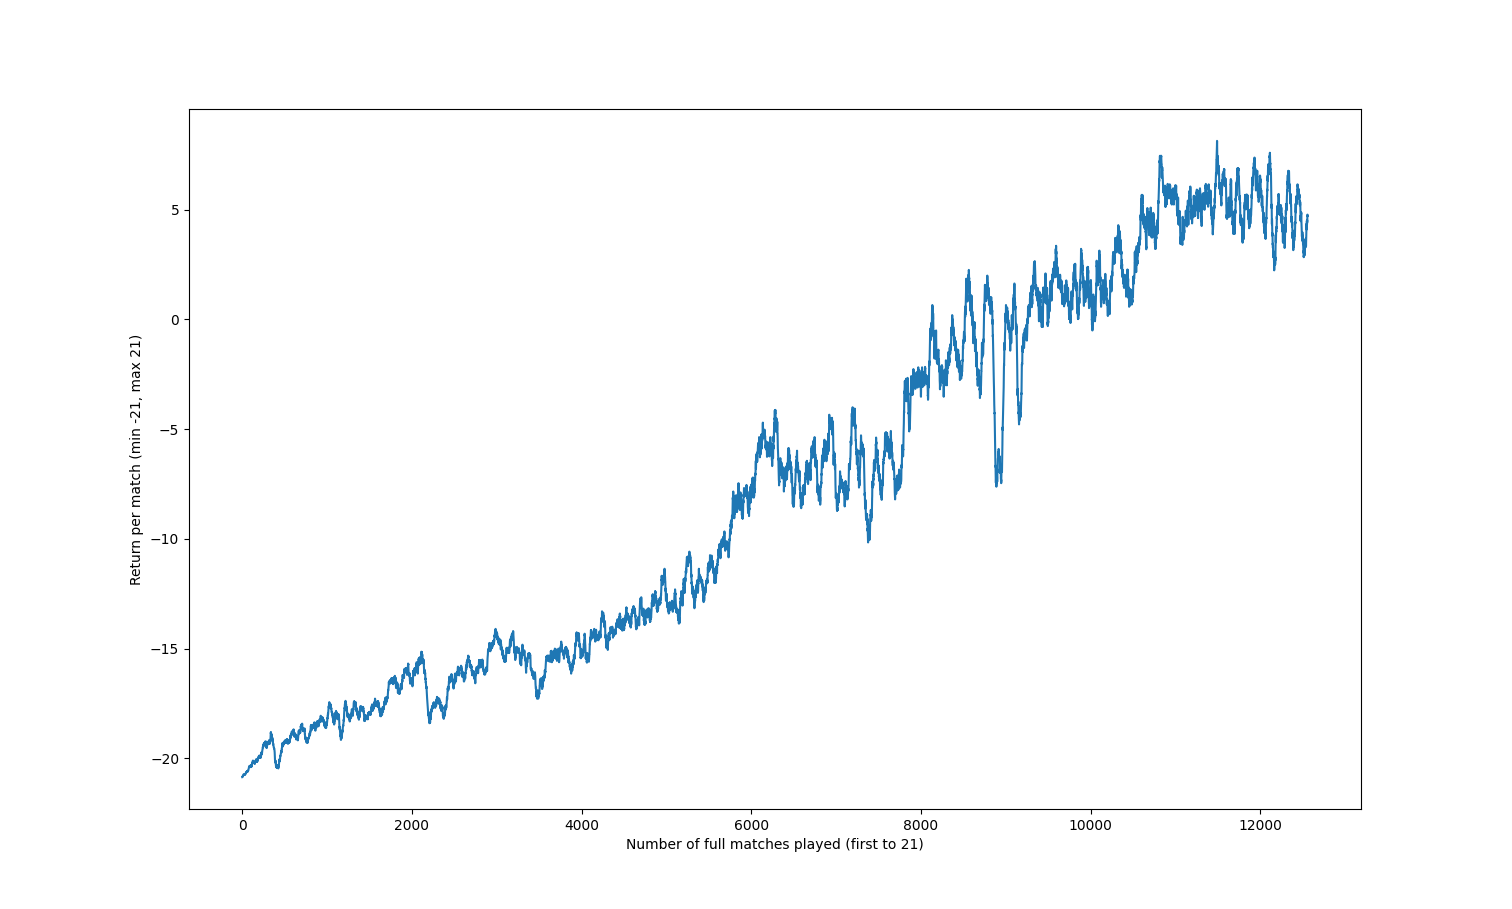 5
0
−5
−10
−15
−20
Return per match (min -21, max 21)
0 2000 4000 6000 8000 10000 12000
Number of full matches played (first to 21)